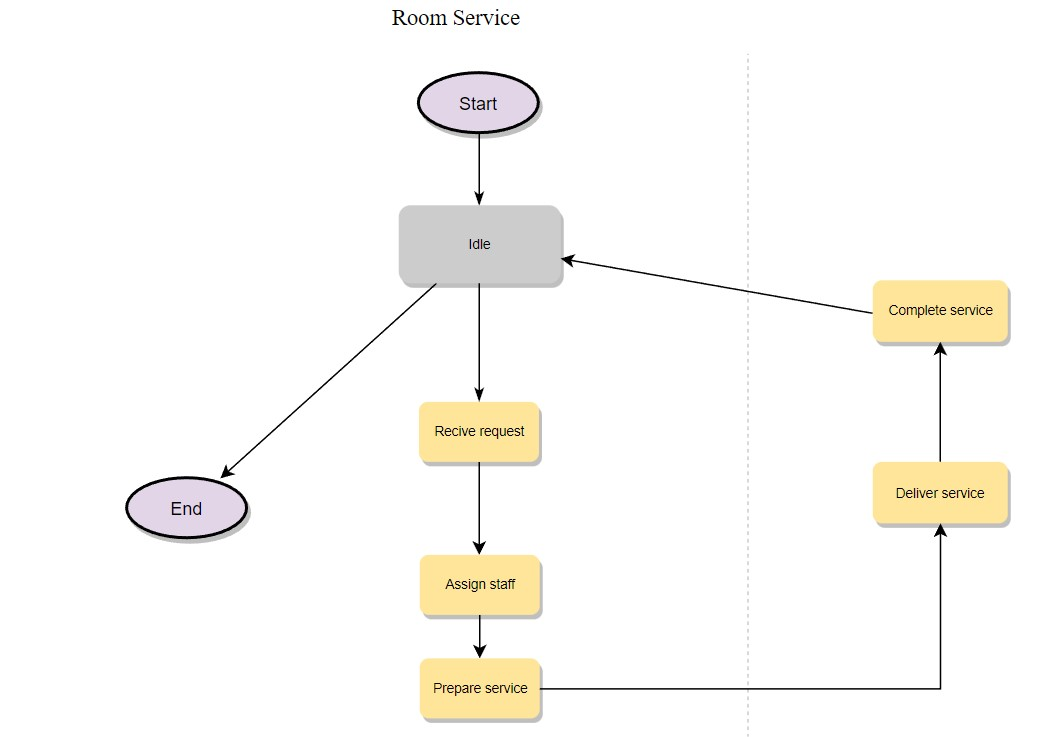 Room Service
Start
Idle
Complete service
Recive request
Deliver service
End
Assign staff
Prepare service